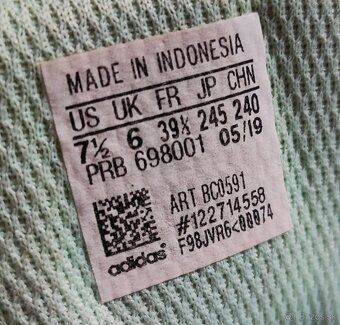 MADE IN INDONESIA
US UK FR JP CHN
7½ 6 39⅓ 245 240
PRB 698001 05/19
ART BC0591
#122714558
F98JVR6<00074
adidas